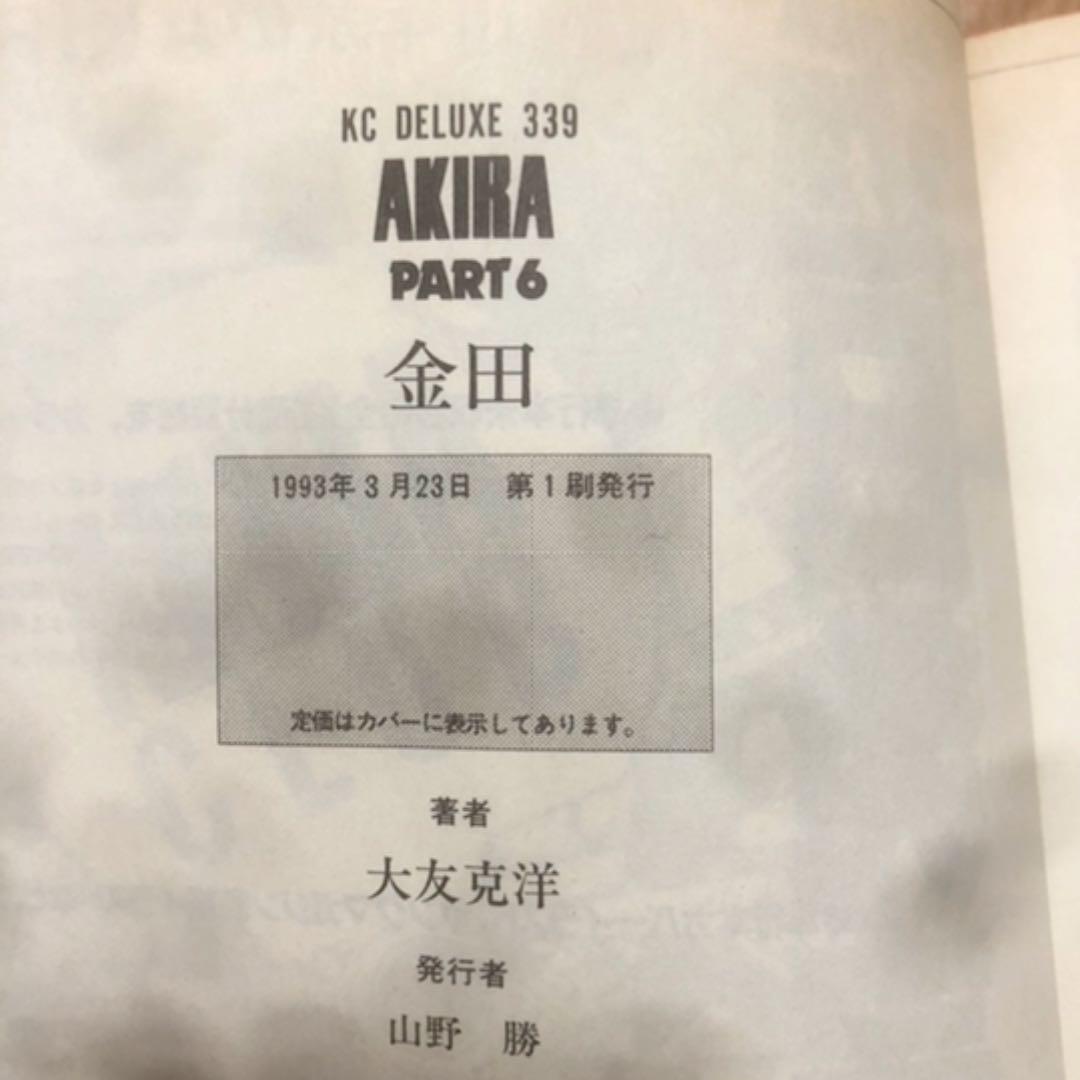 KC DELUXE 339
AKIRA
PART6
金田
1993年3月23日 第1刷発行
定価はカバーに表示してあります。
著者
大友克洋
発行者
山野 勝